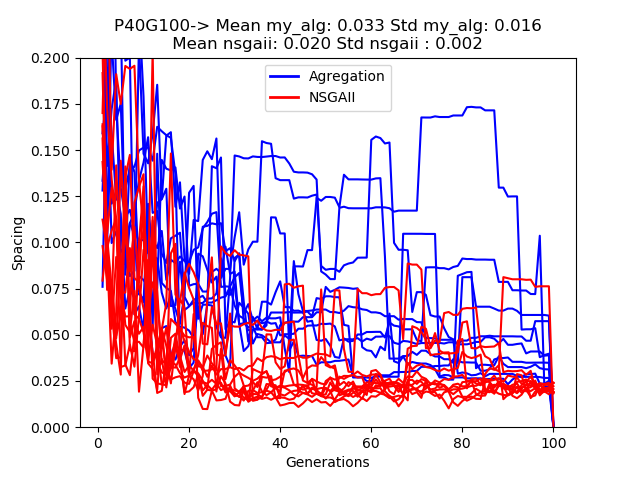 P40G100-> Mean my_alg: 0.033 Std my_alg: 0.016
Mean nsgaii: 0.020 Std nsgaii : 0.002
Agregation
NSGAII
0.200
0.175
0.150
0.125
0.100
0.075
0.050
0.025
0.000
Spacing
0 20 40 60 80 100
Generations